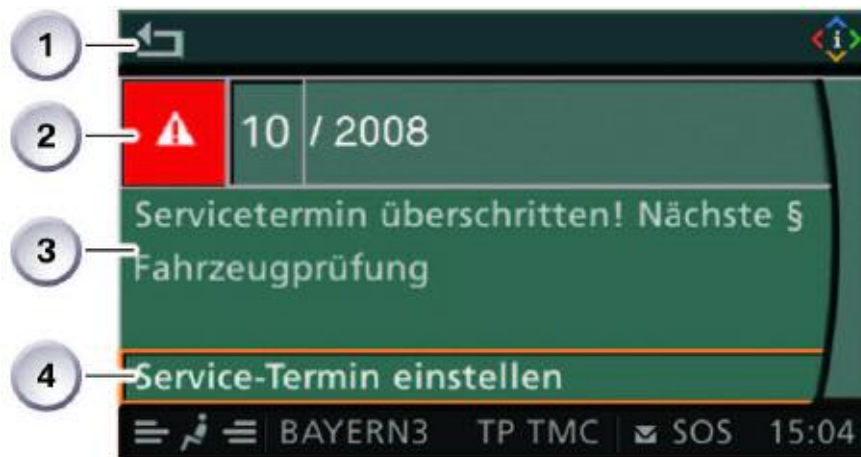 1
i
2
10 / 2008
Servicetermin überschritten! Nächste §
3
Fahrzeugprüfung
4
Service-Termin einstellen
BAYERN3 TP TMC SOS 15:04